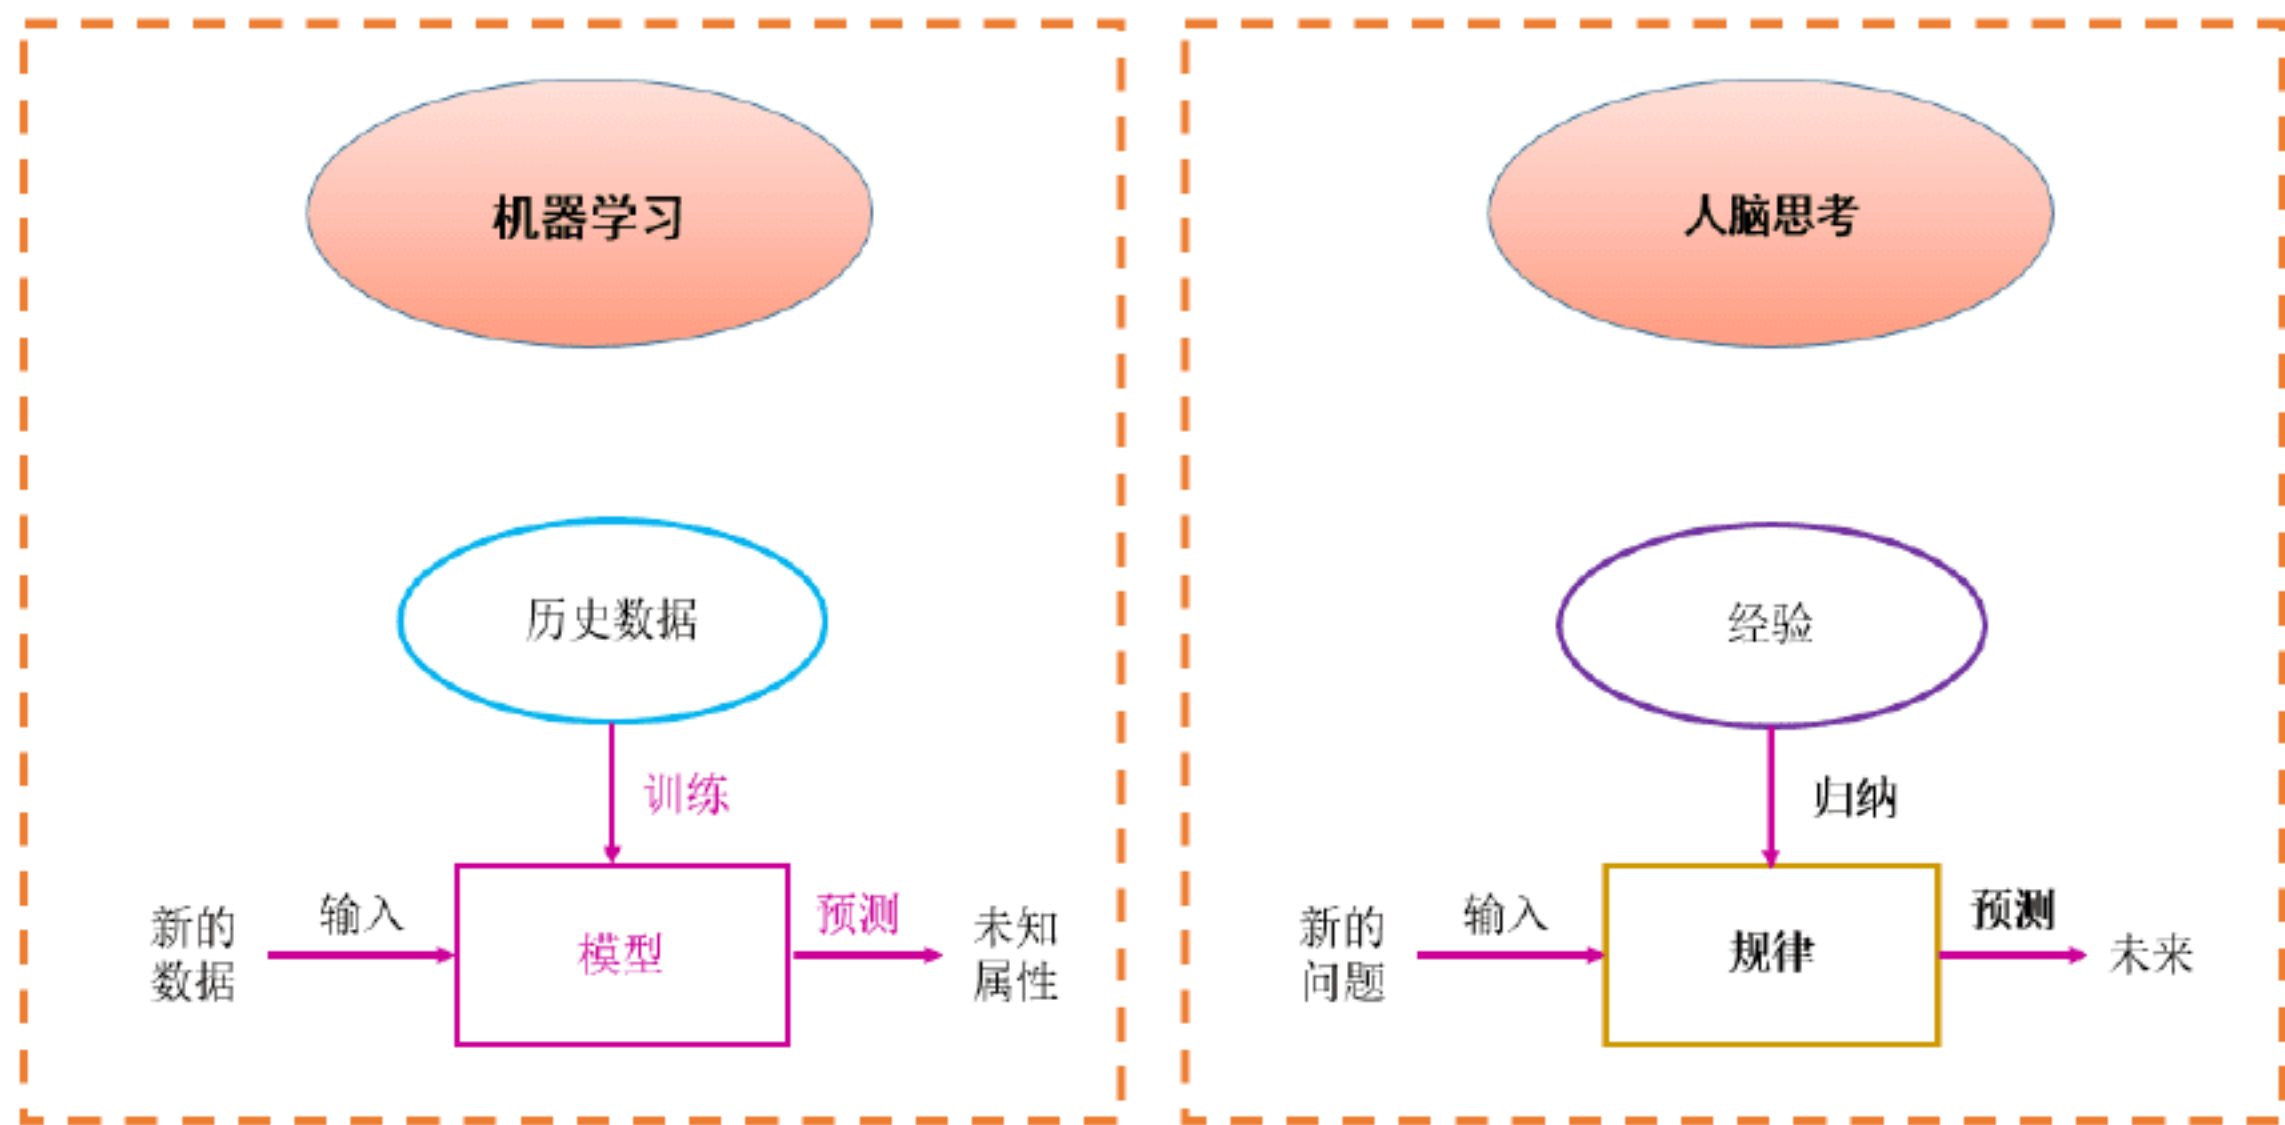 机器学习
历史数据
训练
新的
数据
输入
模型
预测
未知
属性
人脑思考
经验
归纳
新的
问题
输入
规律
预测
未来